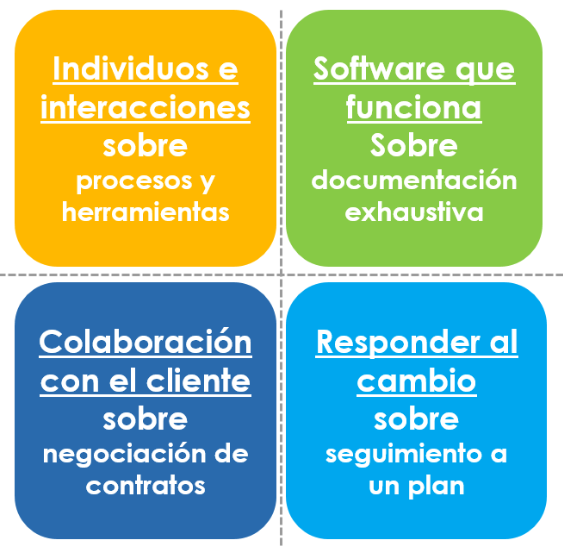 Individuos e
interacciones
sobre
procesos y
herramientas
Software que
funciona
Sobre
documentación
exhaustiva
Colaboración
con el cliente
sobre
negociación de
contratos
Responder al
cambio
sobre
seguimiento a
un plan